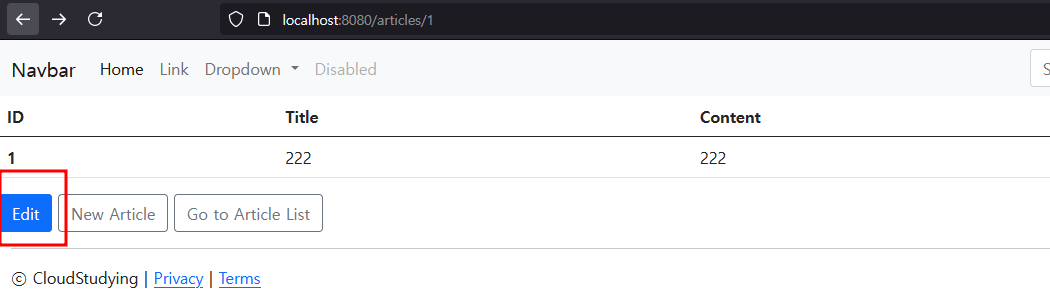 localhost:8080/articles/1
Navbar Home Link Dropdown Disabled S
ID Title Content
1 222 222
Edit New Article Go to Article List
ⓒ CloudStudying | Privacy | Terms